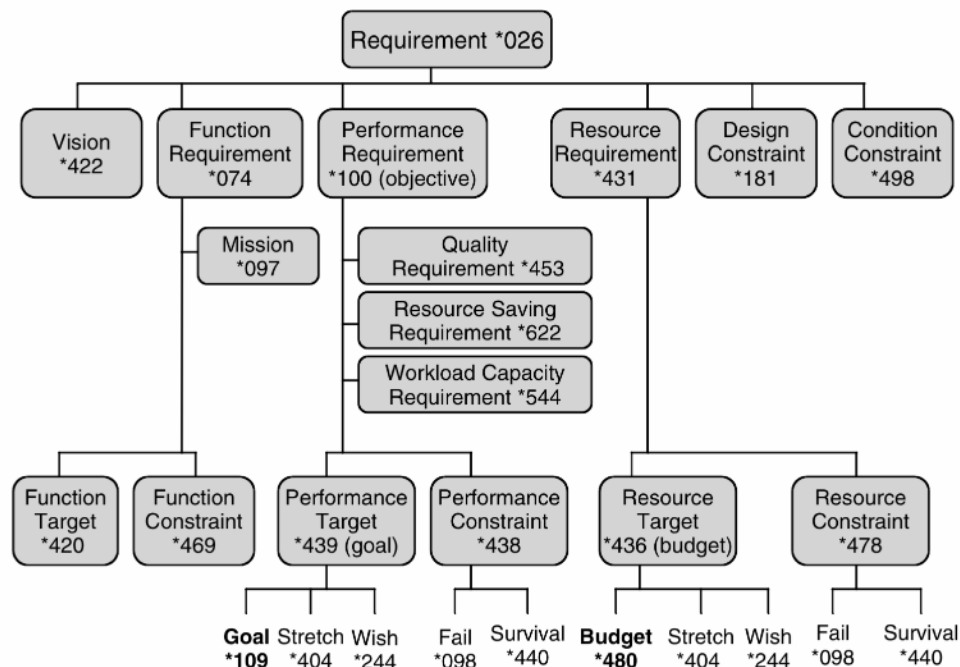 Requirement *026
Vision
*422
Function
Requirement
*074
Performance
Requirement
*100 (objective)
Resource
Requirement
*431
Design
Constraint
*181
Condition
Constraint
*498
Mission
*097
Quality
Requirement *453
Resource Saving
Requirement *622
Workload Capacity
Requirement *544
Function
Target
*420
Function
Constraint
*469
Performance
Target
*439 (goal)
Performance
Constraint
*438
Resource
Target
*436 (budget)
Resource
Constraint
*478
Goal
*109
Stretch
*404
Wish
*244
Fail
*098
Survival
*440
Budget
*480
Stretch
*404
Wish
*244
Fail
*098
Survival
*440